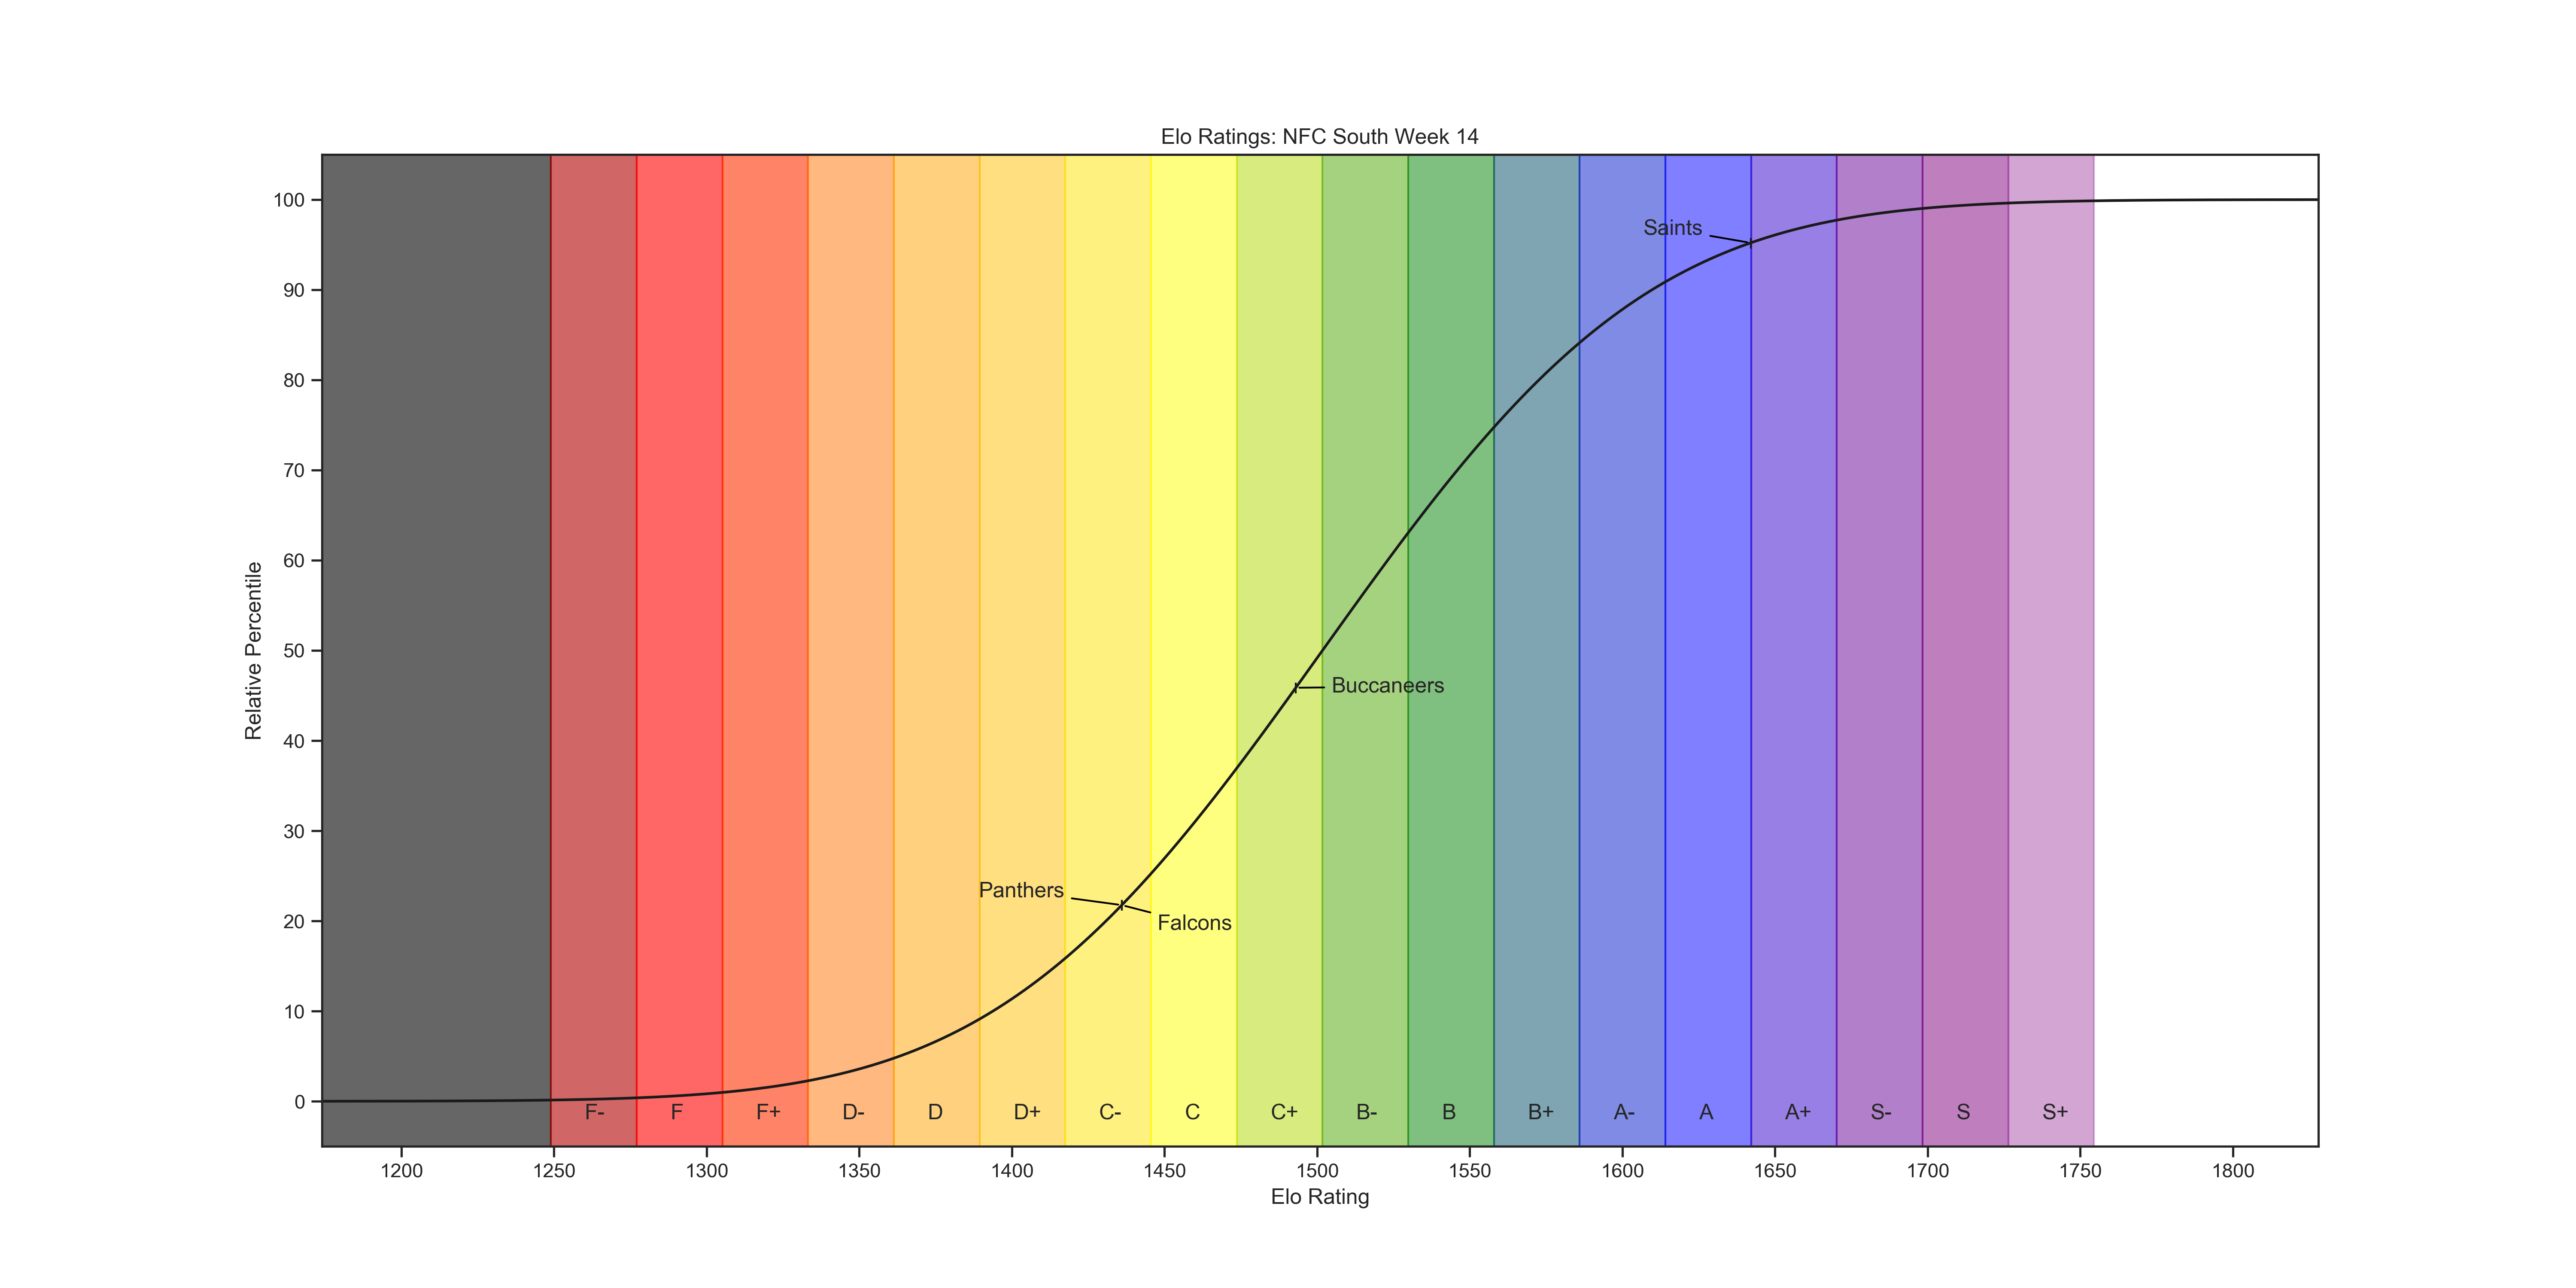 Elo Ratings: NFC South Week 14
100
90
80
70
60
50
40
30
20
10
0
Relative Percentile
Saints
Buccaneers
Panthers
Falcons
F- F F+ D- D D+ C- C C+ B- B B+ A- A A+ S- S S+
1200 1250 1300 1350 1400 1450 1500 1550 1600 1650 1700 1750 1800
Elo Rating